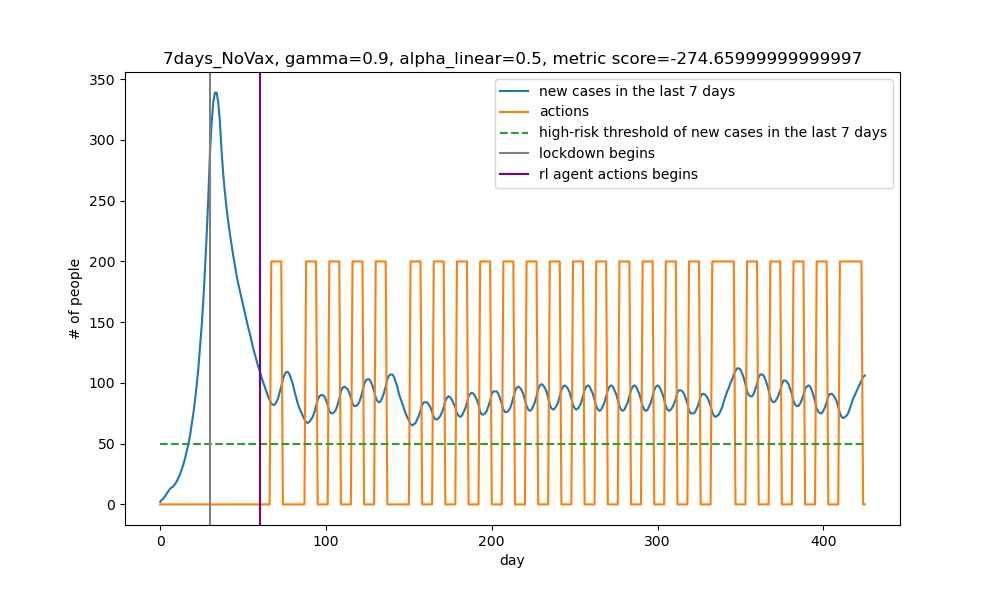 7days_NoVax, gamma=0.9, alpha_linear=0.5, metric score=-274.65999999999997
new cases in the last 7 days
actions
high-risk threshold of new cases in the last 7 days
lockdown begins
rl agent actions begins
# of people
350
300
250
200
150
100
50
0
0 100 200 300 400
day